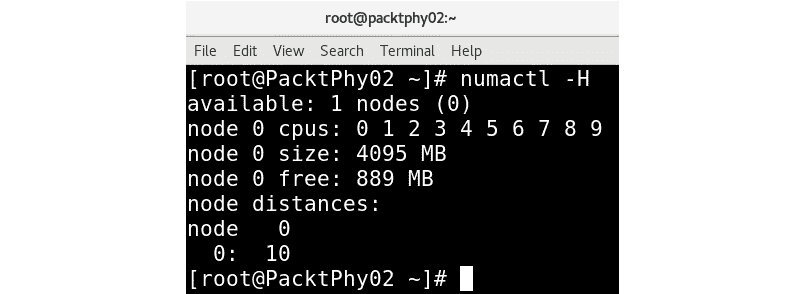 root@packtphy02:~
File Edit View Search Terminal Help
[root@PacktPhy02 ~]# numactl -H
available: 1 nodes (0)
node 0 cpus: 0 1 2 3 4 5 6 7 8 9
node 0 size: 4095 MB
node 0 free: 889 MB
node distances:
node   0
  0:  10
[root@PacktPhy02 ~]#